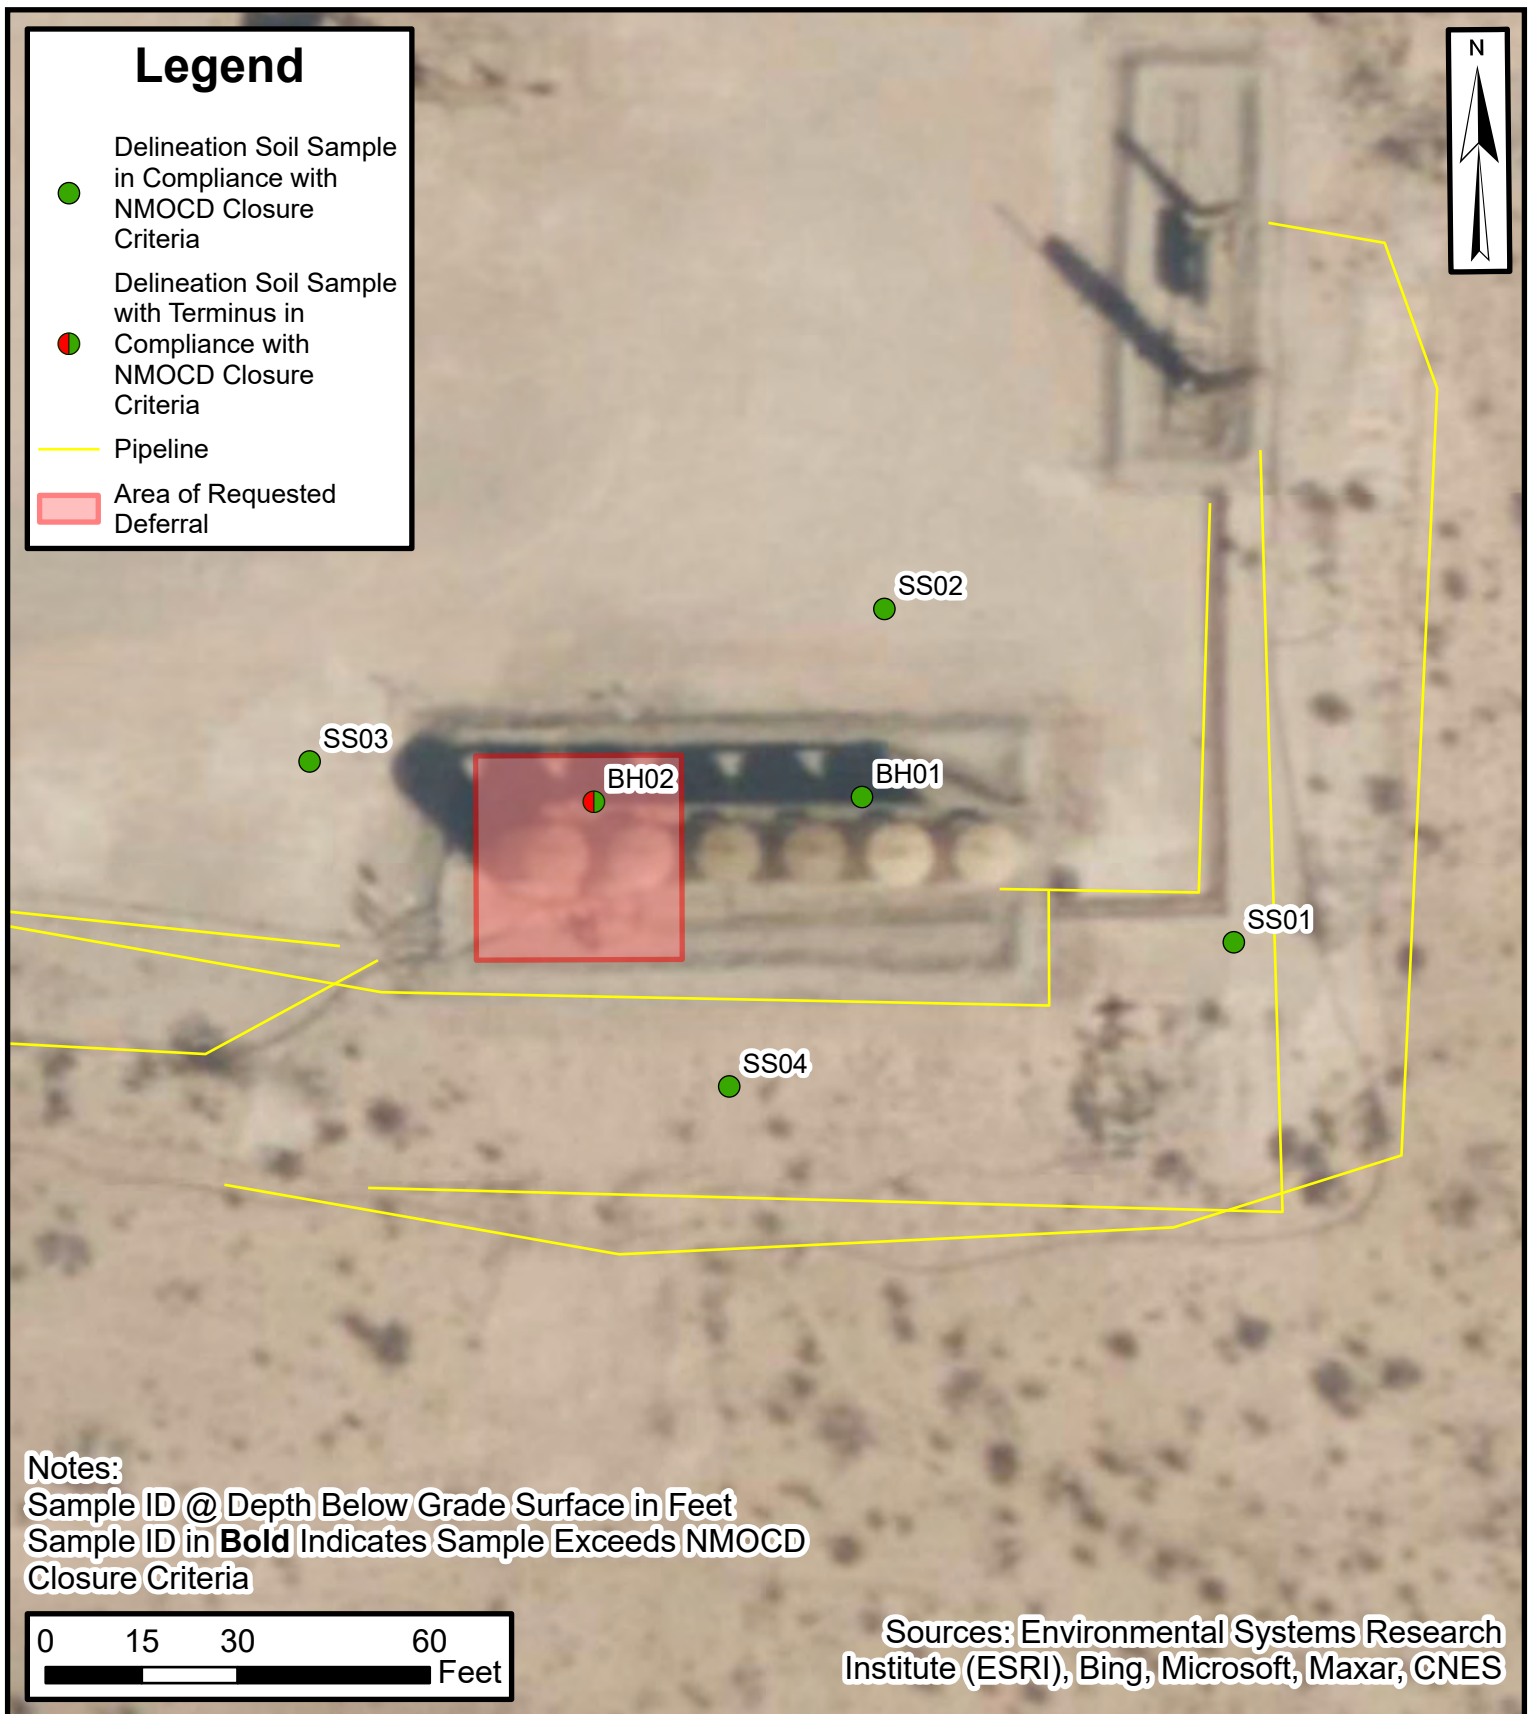 Legend
Delineation Soil Sample
in Compliance with
NMOCD Closure
Criteria
Delineation Soil Sample
with Terminus in
Compliance with
NMOCD Closure
Criteria
Pipeline
Area of Requested
Deferral
N
SS02
SS03
BH02
BH01
SS01
SS04
Notes:
Sample ID @ Depth Below Grade Surface in Feet
Sample ID in Bold Indicates Sample Exceeds NMOCD
Closure Criteria
0 15 30 60
Feet
Sources: Environmental Systems Research
Institute (ESRI), Bing, Microsoft, Maxar, CNES